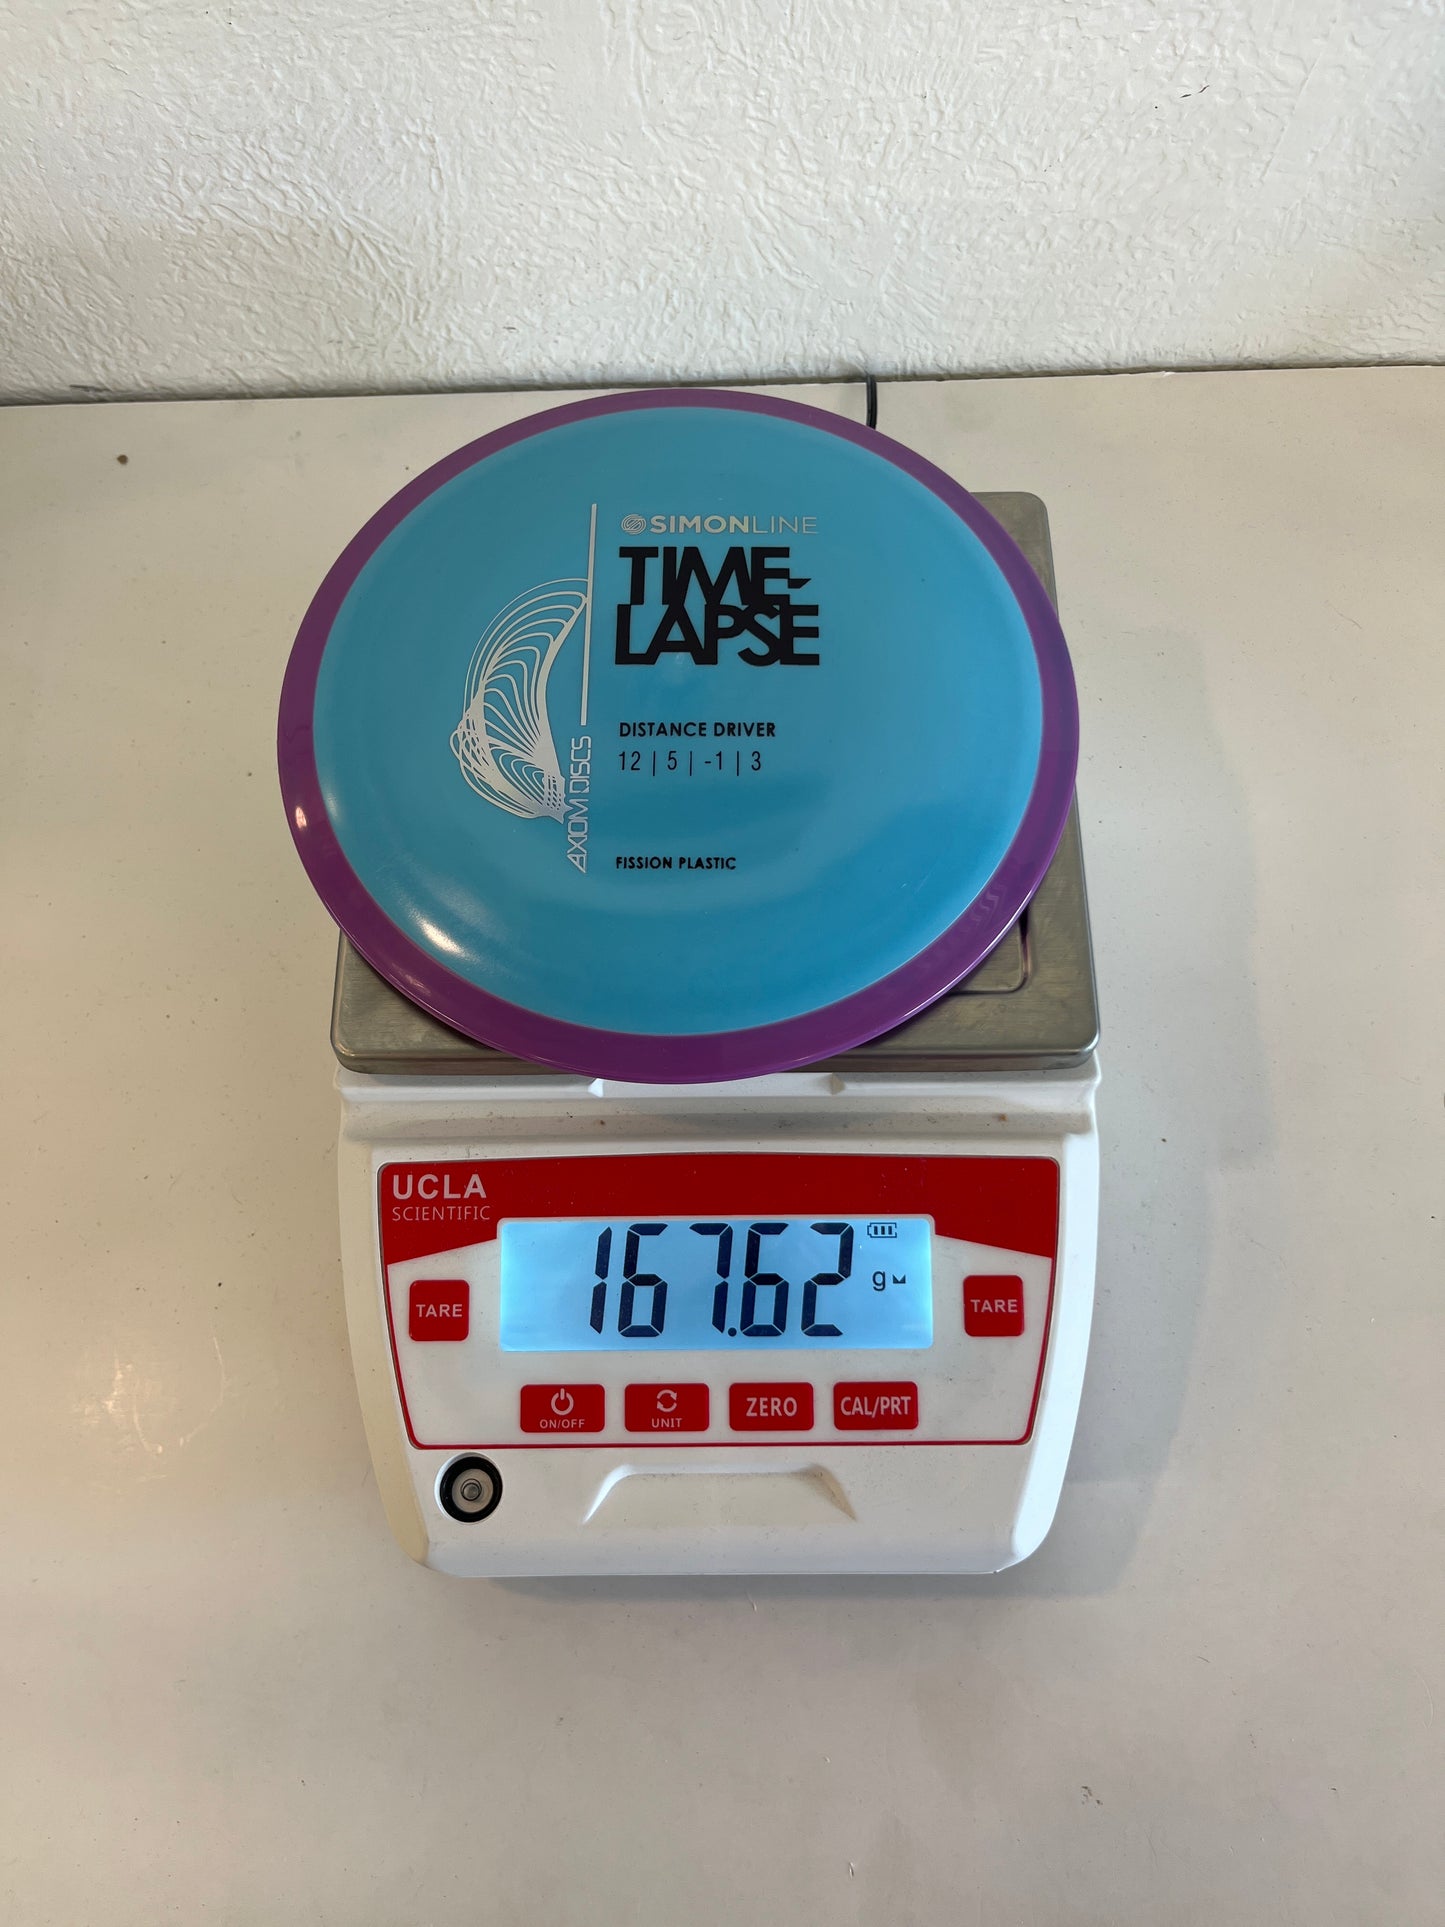 SIMONLINE
TIME-
LAPSE
DISTANCE DRIVER
12 | 5 | -1 | 3
AXIOM DISCS
FISSION PLASTIC
UCLA
SCIENTIFIC
167.62 g
TARE
TARE
ON/OFF
UNIT
ZERO
CAL/PRT